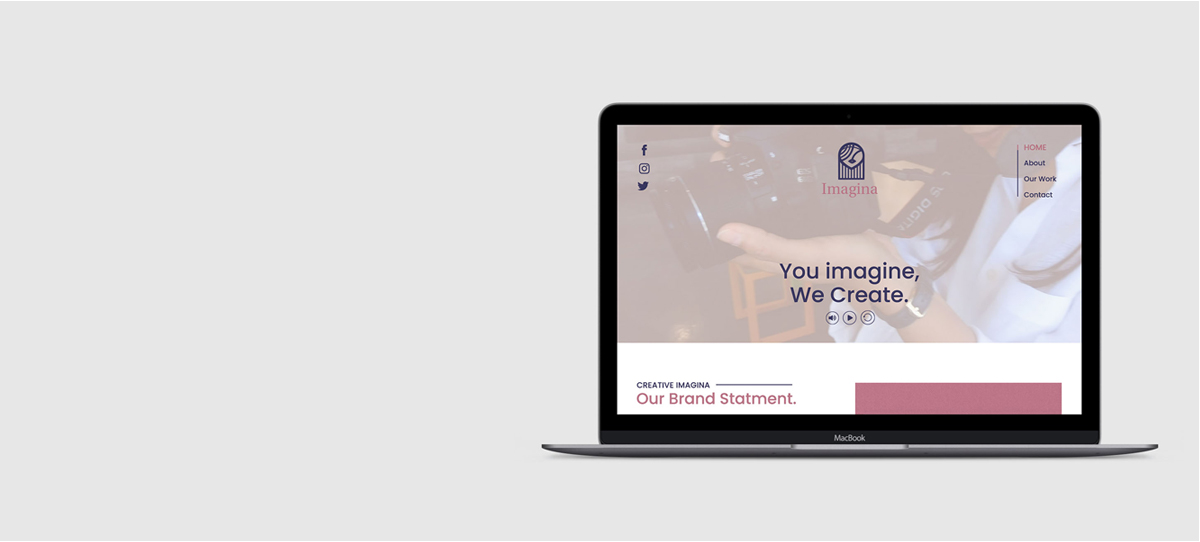 Imagina
HOME
About
Our Work
Contact
You imagine,
We Create.
CREATIVE IMAGINA
Our Brand Statment.
MacBook